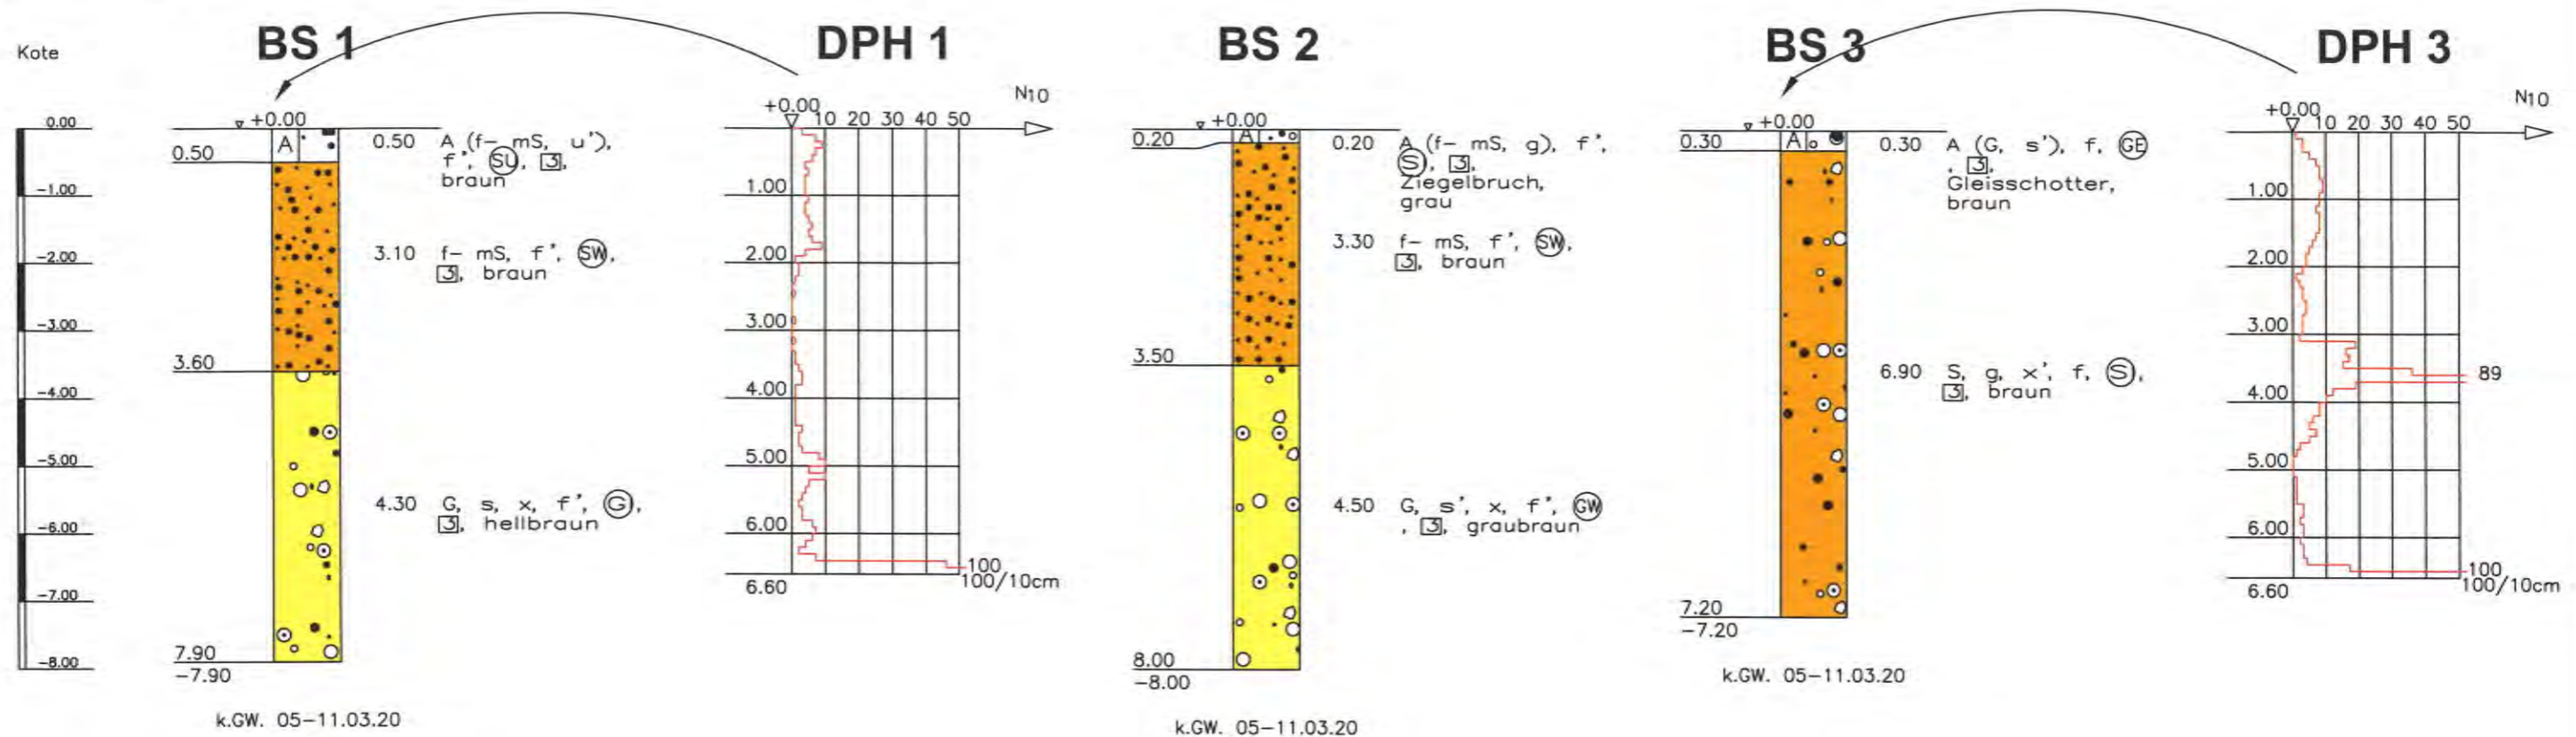 Kote
0.00
-1.00
-2.00
-3.00
-4.00
-5.00
-6.00
-7.00
-8.00
BS 1
+0.00
A
0.50
3.60
7.90
-7.90
0.50 A (f- mS, u'),
f', SU, 3,
braun
3.10 f- mS, f', SW,
3, braun
4.30 G, s, x, f', G,
3, hellbraun
k.GW. 05-11.03.20
DPH 1
N10
+0.00 10 20 30 40 50
1.00
2.00
3.00
4.00
5.00
6.00
6.60
100
100/10cm
BS 2
+0.00
A
0.20
3.50
8.00
-8.00
0.20 A (f- mS, g), f',
S, 3,
Ziegelbruch,
grau
3.30 f- mS, f', SW,
3, braun
4.50 G, s', x, f', GW
, 3, graubraun
k.GW. 05-11.03.20
BS 3
+0.00
A
0.30
7.20
-7.20
0.30 A (G, s'), f, GE
, 3,
Gleisschotter,
braun
6.90 S, g, x', f, S,
3, braun
k.GW. 05-11.03.20
DPH 3
N10
+0.00 10 20 30 40 50
1.00
2.00
3.00
89
4.00
5.00
6.00
6.60
100
100/10cm